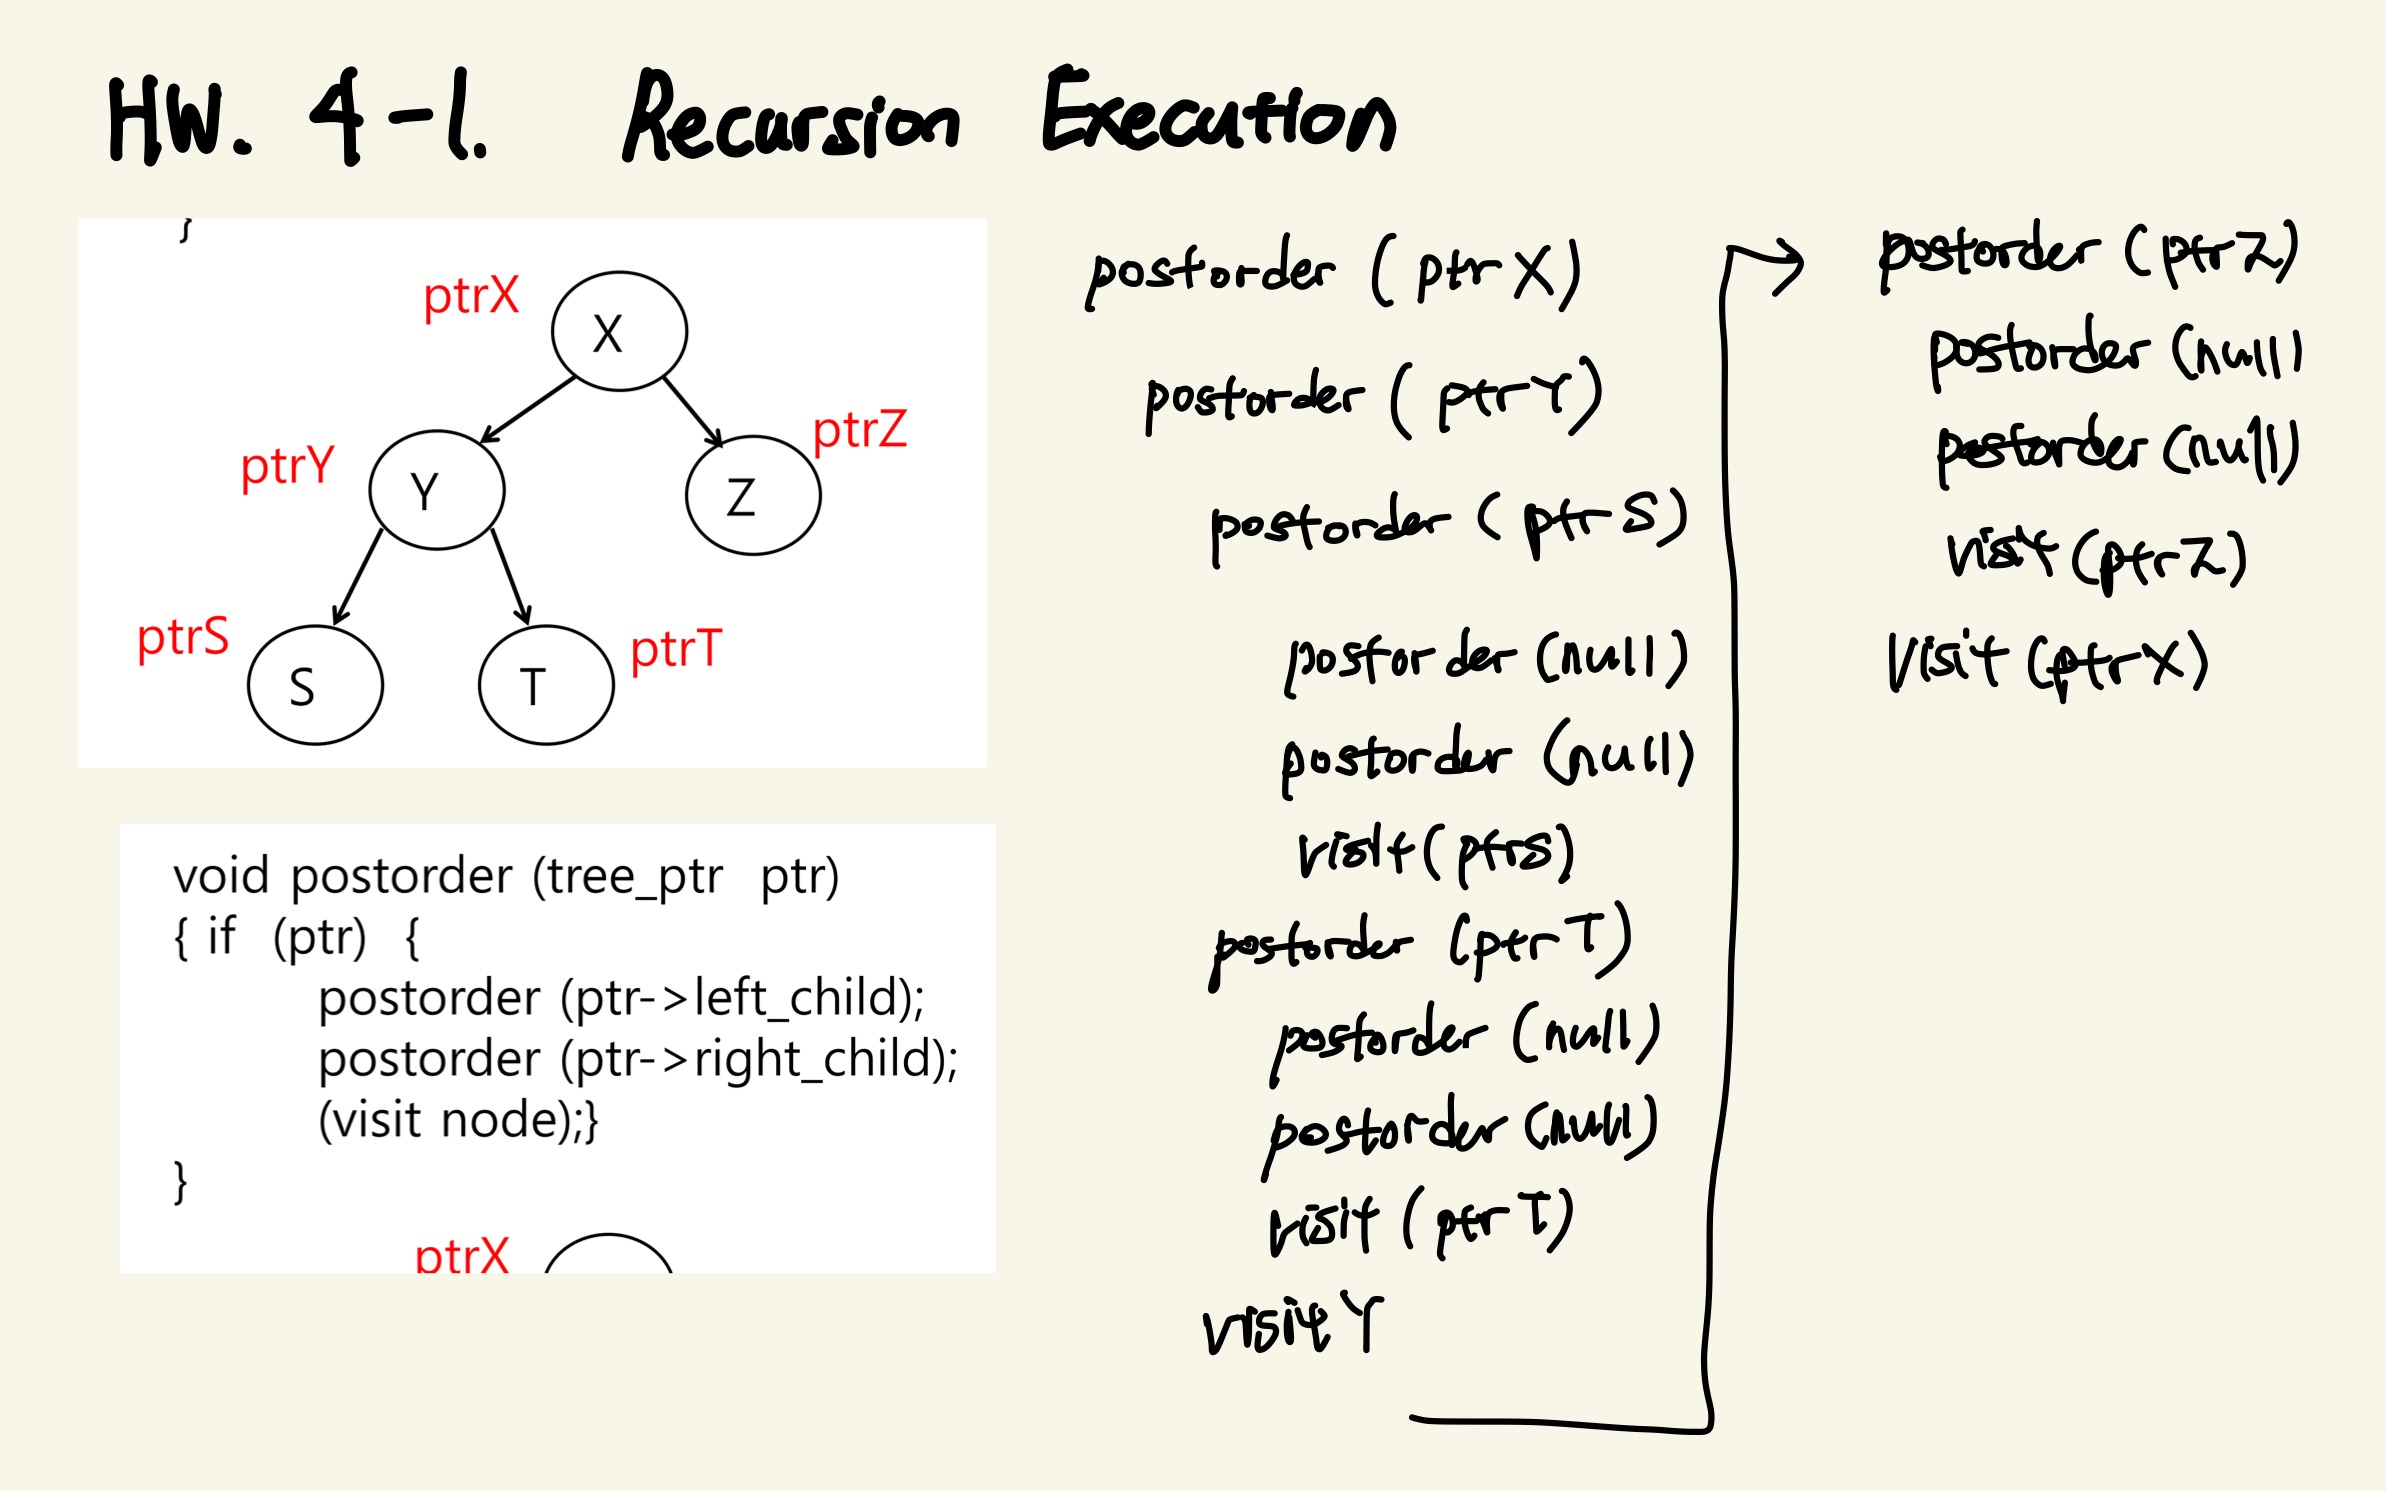 HW. 4-1. Recursion Execution
}
ptrX
X
ptrZ
ptrY
Y
Z
ptrS
ptrT
S
T
void postorder (tree_ptr ptr)
{ if (ptr) {
postorder (ptr->left_child);
postorder (ptr->right_child);
(visit node);}
}
ptrX
postorder (ptrX)
postorder (ptrY)
postorder (ptrS)
postorder (null)
postorder (null)
visit (ptrS)
postorder (ptrT)
postorder (null)
postorder (null)
visit (ptrT)
visit Y
postorder (ptrZ)
postorder (null)
postorder (null)
visit (ptrZ)
visit (ptrX)